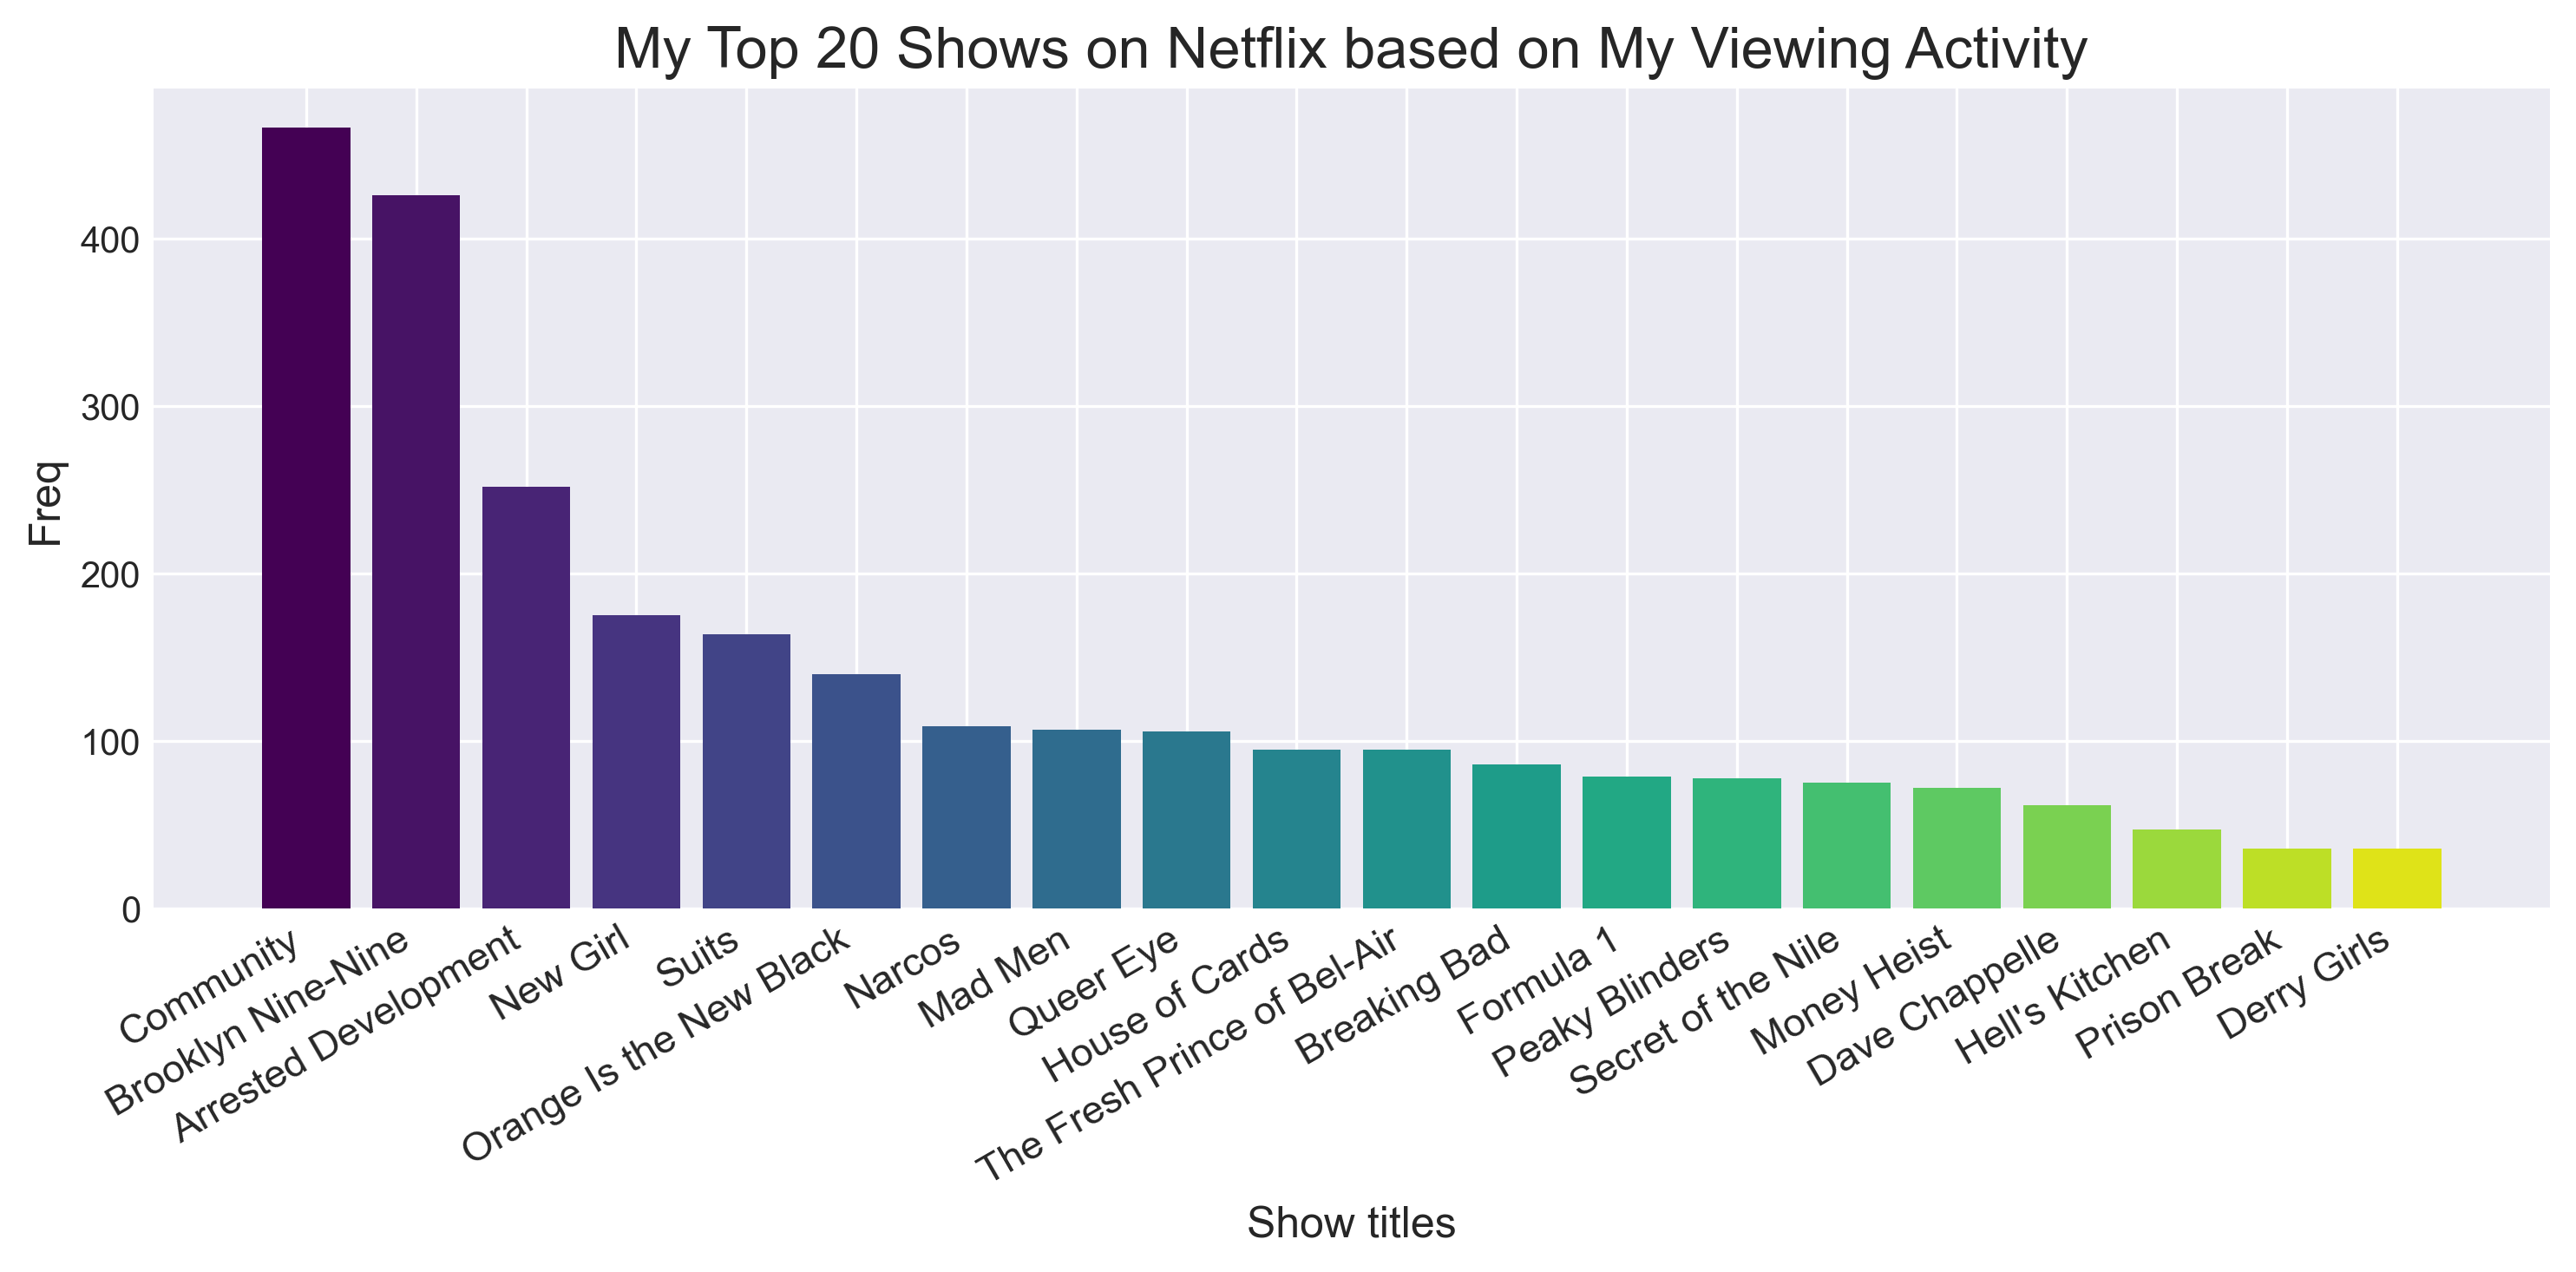 My Top 20 Shows on Netflix based on My Viewing Activity
Freq
400
300
200
100
0
Community
Brooklyn Nine-Nine
Arrested Development
New Girl
Suits
Orange Is the New Black
Narcos
Mad Men
Queer Eye
House of Cards
The Fresh Prince of Bel-Air
Breaking Bad
Formula 1
Peaky Blinders
Secret of the Nile
Money Heist
Dave Chappelle
Hell's Kitchen
Prison Break
Derry Girls
Show titles